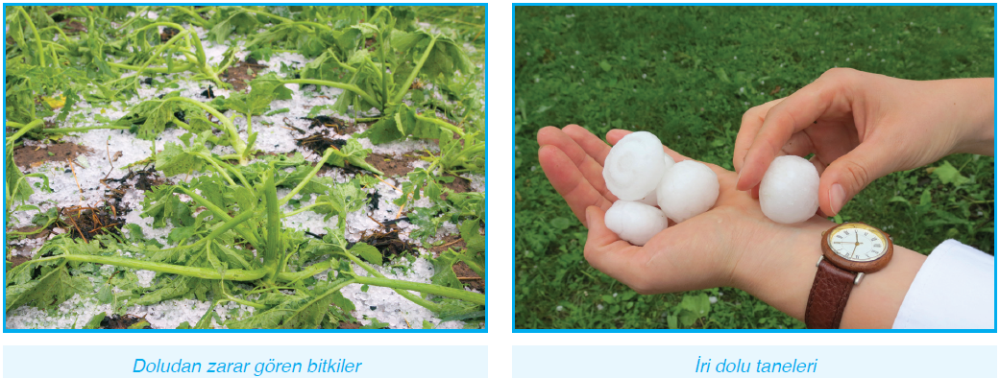 Doludan zarar gören bitkiler
İri dolu taneleri